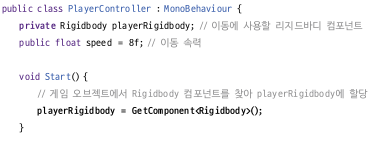 public class PlayerController : MonoBehaviour {
private Rigidbody playerRigidbody; // 이동에 사용할 리지드바디 컴포넌트
public float speed = 8f; // 이동 속력
void Start() {
// 게임 오브젝트에서 Rigidbody 컴포넌트를 찾아 playerRigidbody에 할당
playerRigidbody = GetComponent<Rigidbody>();
}